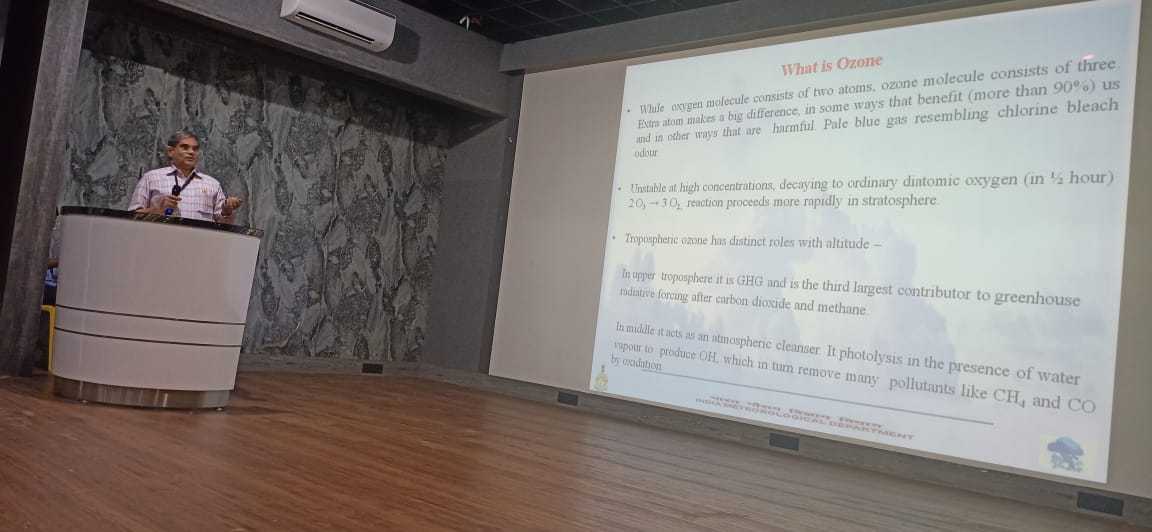 What is Ozone
• While oxygen molecule consists of two atoms, ozone molecule consists of three.
Extra atom makes a big difference, in some ways that benefit (more than 90%) us
and in other ways that are harmful. Pale blue gas resembling chlorine bleach
odour.
• Unstable at high concentrations, decaying to ordinary diatomic oxygen (in ½ hour)
2 O₃ → 3 O₂, reaction proceeds more rapidly in stratosphere.
• Tropospheric ozone has distinct roles with altitude –
In upper troposphere it is GHG and is the third largest contributor to greenhouse
radiative forcing after carbon dioxide and methane.
In middle it acts as an atmospheric cleanser. It photolysis in the presence of water
vapour to produce OH, which in turn remove many pollutants like CH₄ and CO
by oxidation
भारत मौसम विज्ञान विभाग
INDIA METEOROLOGICAL DEPARTMENT